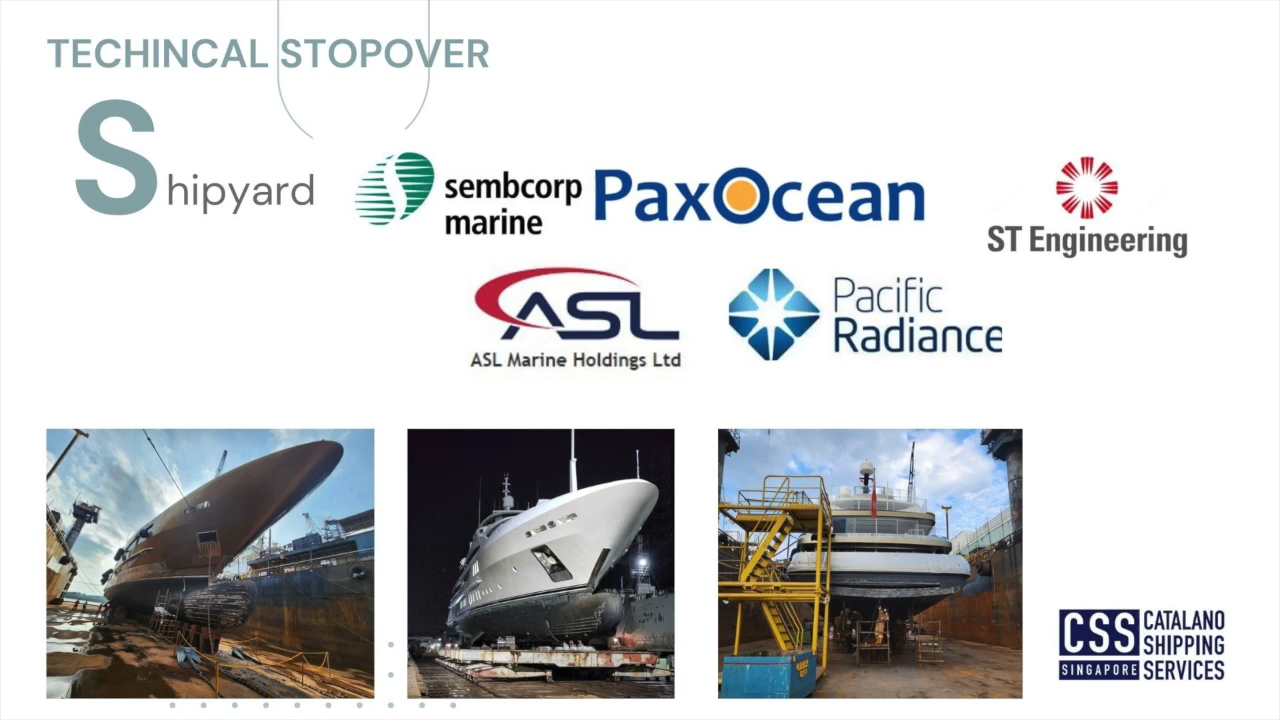 TECHINCAL STOPOVER
Shipyard
sembcorp
marine
PaxOcean
ST Engineering
ASL
ASL Marine Holdings Ltd
Pacific
Radiance
CSS
SINGAPORE
CATALANO
SHIPPING
SERVICES